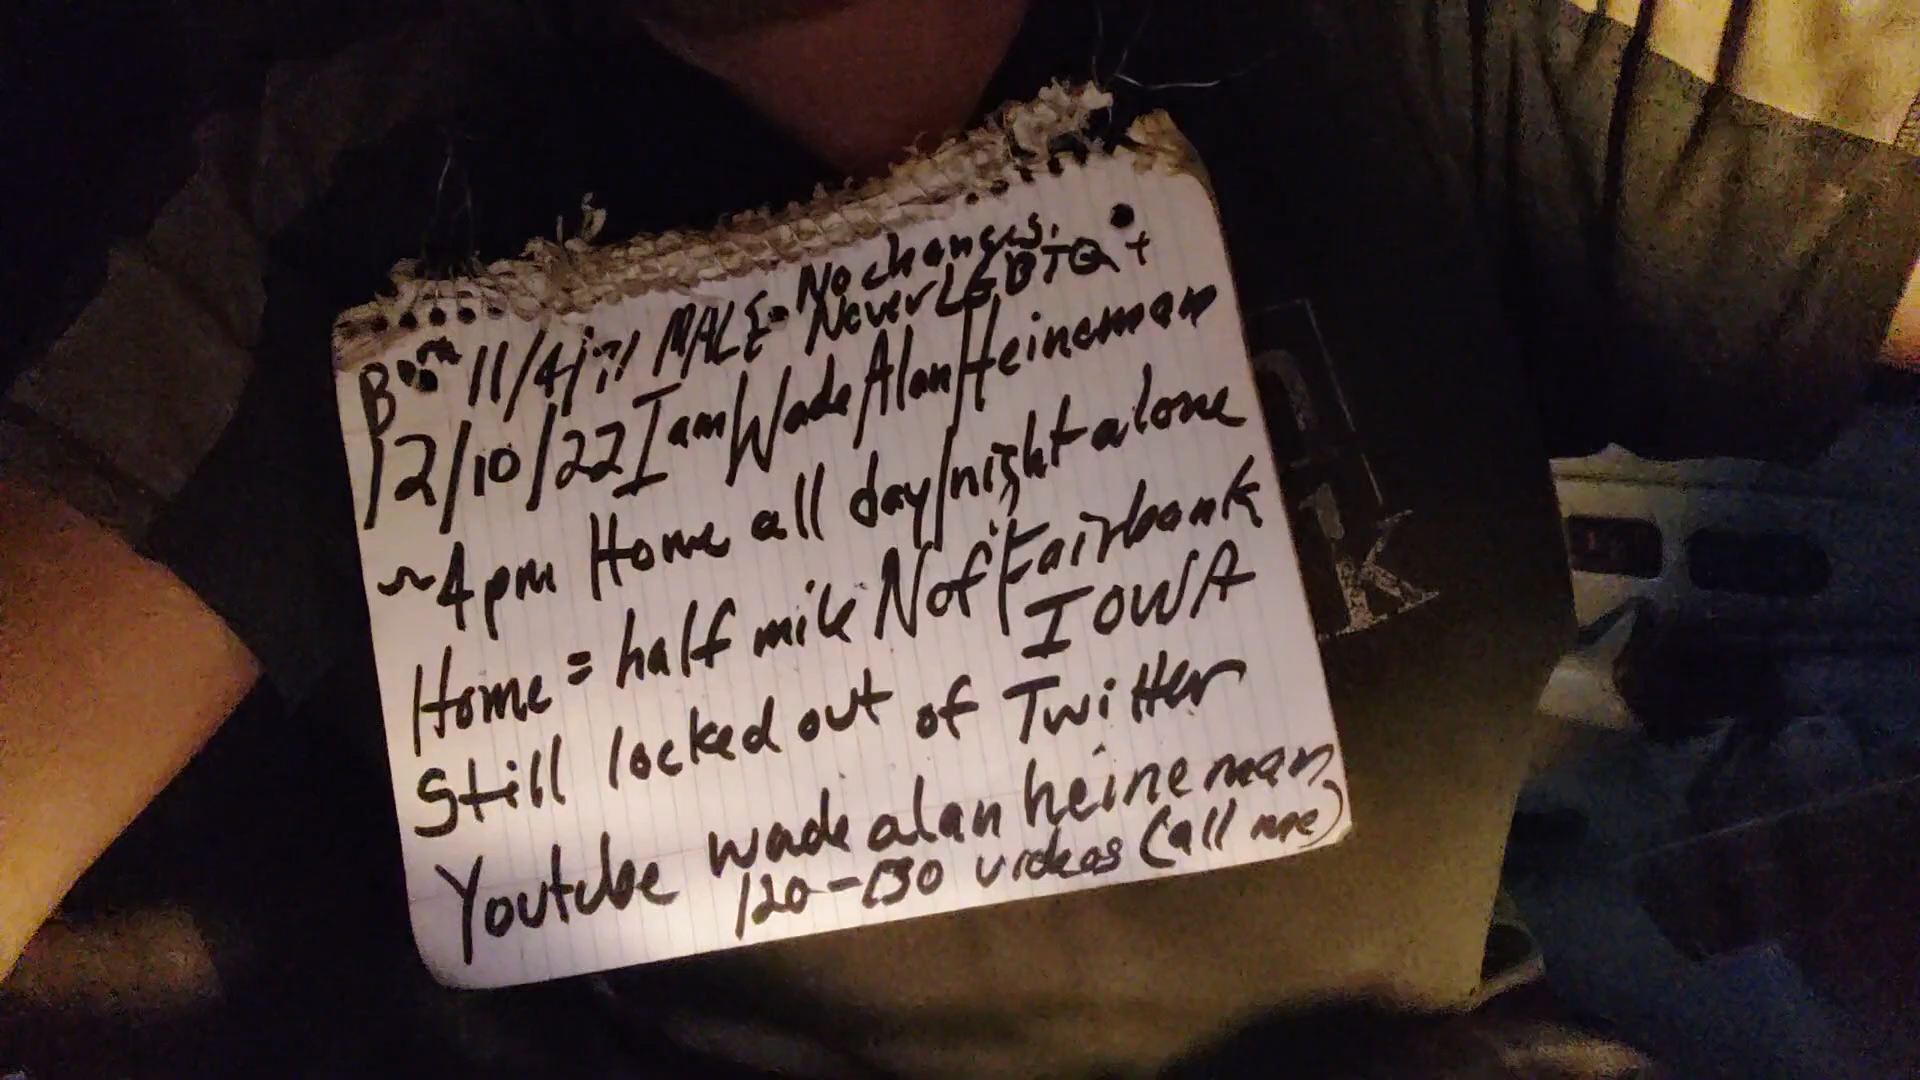 No changes.
Born 11/4/71 MALE = Never LGBTQ+
12/10/22 I am Wade Alan Heineman
~4pm Home all day/night alone
Home = half mile N of Fairbank
IOWA
Still locked out of Twitter
Youtube wade alan heineman
120-130 videos (all me)
k